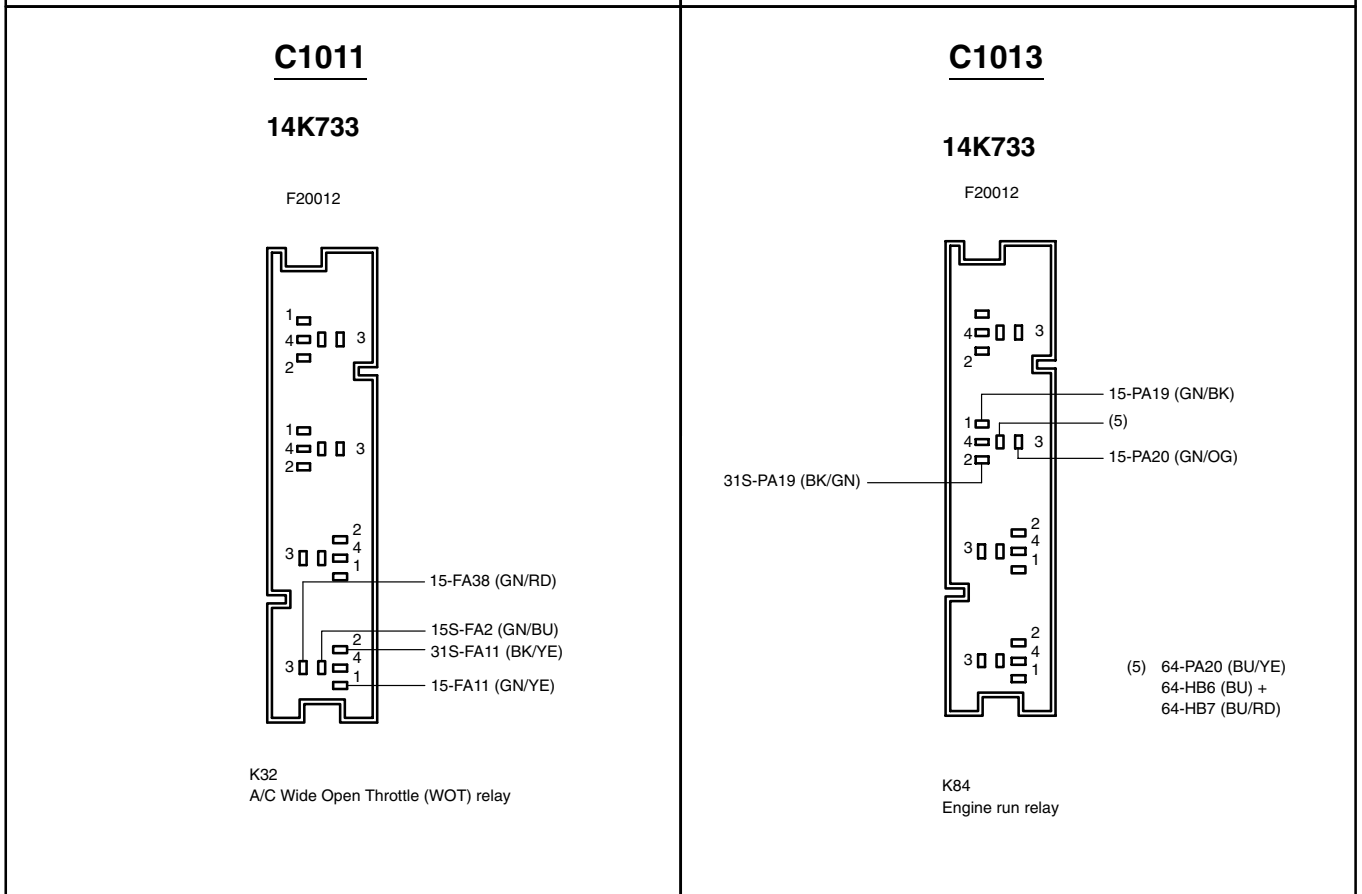 C1011
14K733
F20012
1
4 3
2
1
4 3
2
2
3 4
1
15-FA38 (GN/RD)
15S-FA2 (GN/BU)
2
31S-FA11 (BK/YE)
3 4
1
15-FA11 (GN/YE)
K32
A/C Wide Open Throttle (WOT) relay
C1013
14K733
F20012
4 3
2
15-PA19 (GN/BK)
1
(5)
4 3
15-PA20 (GN/OG)
2
31S-PA19 (BK/GN)
2
3 4
1
2
3 4
1
(5) 64-PA20 (BU/YE)
64-HB6 (BU) +
64-HB7 (BU/RD)
K84
Engine run relay